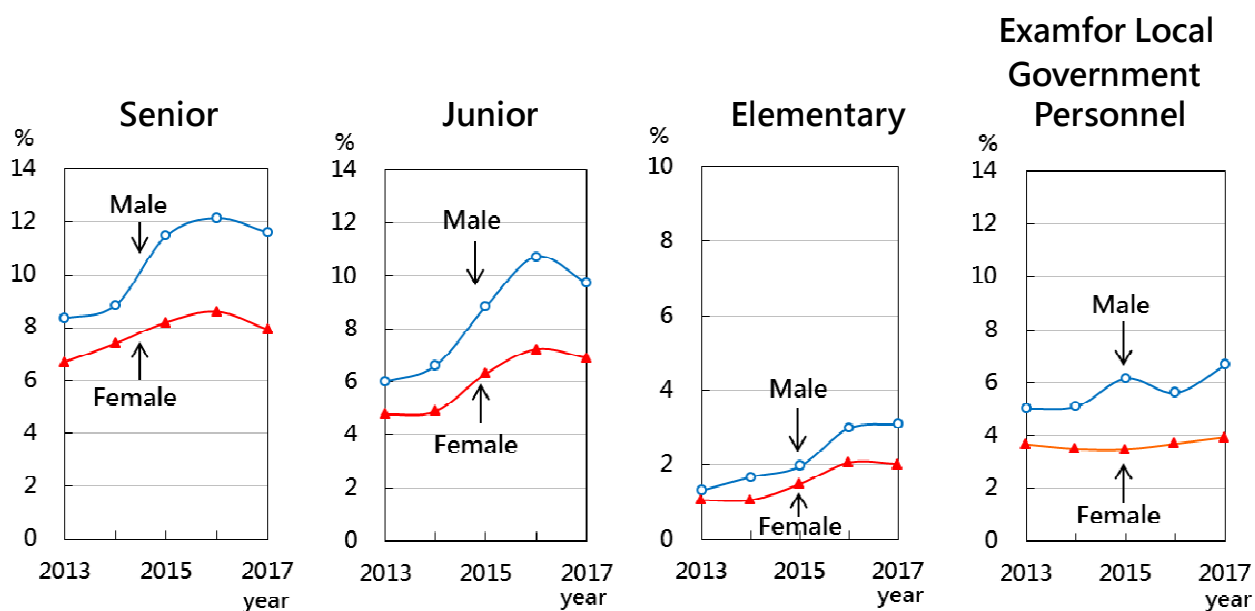 Senior
%
14
12
10
8
6
4
2
0
Male
Female
2013 2015 2017
year
Junior
%
14
12
10
8
6
4
2
0
Male
Female
2013 2015 2017
year
Elementary
%
10
8
6
4
2
0
Male
Female
2013 2015 2017
year
Examfor Local
Government
Personnel
%
14
12
10
8
6
4
2
0
Male
Female
2013 2015 2017
year